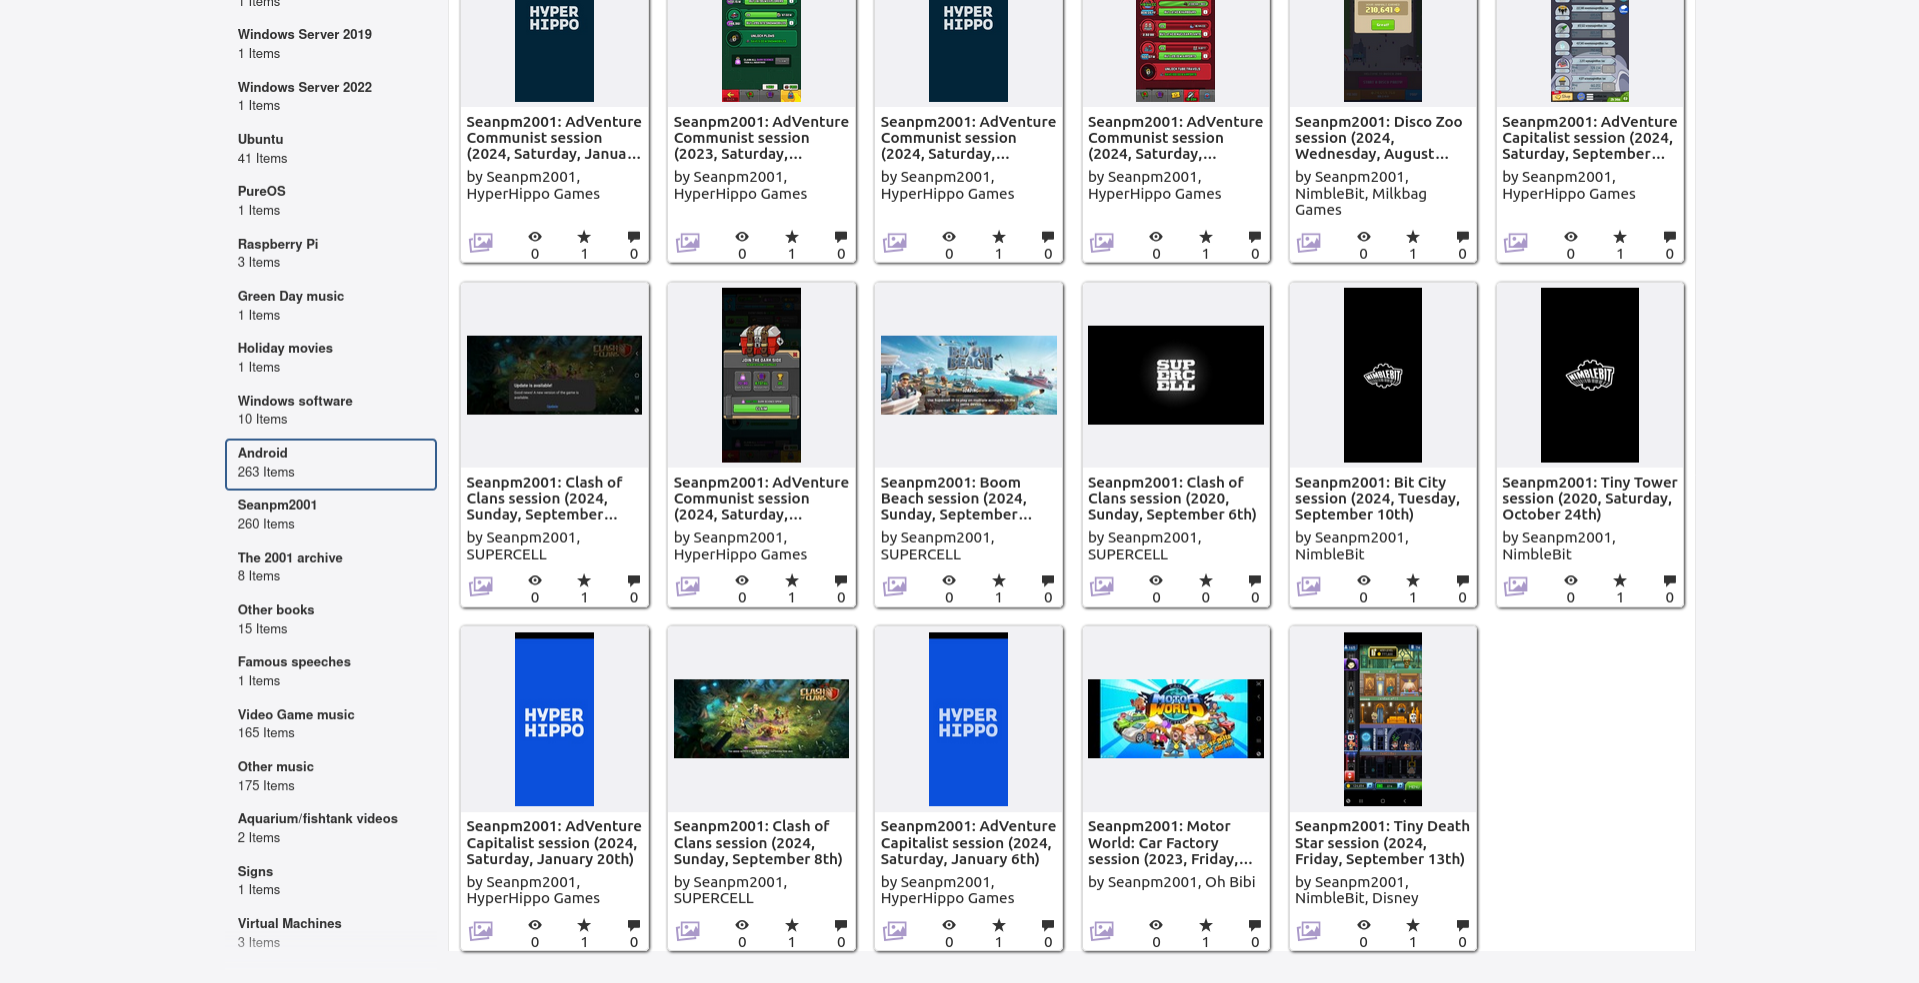 1 Items
Windows Server 2019
1 Items
Windows Server 2022
1 Items
Ubuntu
41 Items
PureOS
1 Items
Raspberry Pi
3 Items
Green Day music
1 Items
Holiday movies
1 Items
Windows software
10 Items
Android
263 Items
Seanpm2001
260 Items
The 2001 archive
8 Items
Other books
15 Items
Famous speeches
1 Items
Video Game music
165 Items
Other music
175 Items
Aquarium/fishtank videos
2 Items
Signs
1 Items
Virtual Machines
3 Items
HYPER
HIPPO
Seanpm2001: AdVenture
Communist session
(2024, Saturday, Janua...
by Seanpm2001,
HyperHippo Games
0 1 0
Seanpm2001: AdVenture
Communist session
(2023, Saturday,...
by Seanpm2001,
HyperHippo Games
0 1 0
HYPER
HIPPO
Seanpm2001: AdVenture
Communist session
(2024, Saturday,...
by Seanpm2001,
HyperHippo Games
0 1 0
Seanpm2001: AdVenture
Communist session
(2024, Saturday,...
by Seanpm2001,
HyperHippo Games
0 1 0
210,641
Seanpm2001: Disco Zoo
session (2024,
Wednesday, August...
by Seanpm2001,
NimbleBit, Milkbag
Games
0 1 0
Seanpm2001: AdVenture
Capitalist session (2024,
Saturday, September...
by Seanpm2001,
HyperHippo Games
0 1 0
CLASH OF CLANS
Update is available!
Seanpm2001: Clash of
Clans session (2024,
Sunday, September...
by Seanpm2001,
SUPERCELL
0 1 0
JOIN THE DARK SIDE
Seanpm2001: AdVenture
Communist session
(2024, Saturday,...
by Seanpm2001,
HyperHippo Games
0 1 0
BOOM
BEACH
Seanpm2001: Boom
Beach session (2024,
Sunday, September...
by Seanpm2001,
SUPERCELL
0 1 0
SUP
ERC
ELL
Seanpm2001: Clash of
Clans session (2020,
Sunday, September 6th)
by Seanpm2001,
SUPERCELL
0 0 0
NIMBLEBIT
Seanpm2001: Bit City
session (2024, Tuesday,
September 10th)
by Seanpm2001,
NimbleBit
0 1 0
NIMBLEBIT
Seanpm2001: Tiny Tower
session (2020, Saturday,
October 24th)
by Seanpm2001,
NimbleBit
0 1 0
HYPER
HIPPO
Seanpm2001: AdVenture
Capitalist session (2024,
Saturday, January 20th)
by Seanpm2001,
HyperHippo Games
0 1 0
CLASH OF CLANS
Seanpm2001: Clash of
Clans session (2024,
Sunday, September 8th)
by Seanpm2001,
SUPERCELL
0 1 0
HYPER
HIPPO
Seanpm2001: AdVenture
Capitalist session (2024,
Saturday, January 6th)
by Seanpm2001,
HyperHippo Games
0 1 0
MOTOR
WORLD
Seanpm2001: Motor
World: Car Factory
session (2023, Friday,...
by Seanpm2001, Oh Bibi
0 1 0
Seanpm2001: Tiny Death
Star session (2024,
Friday, September 13th)
by Seanpm2001,
NimbleBit, Disney
0 1 0